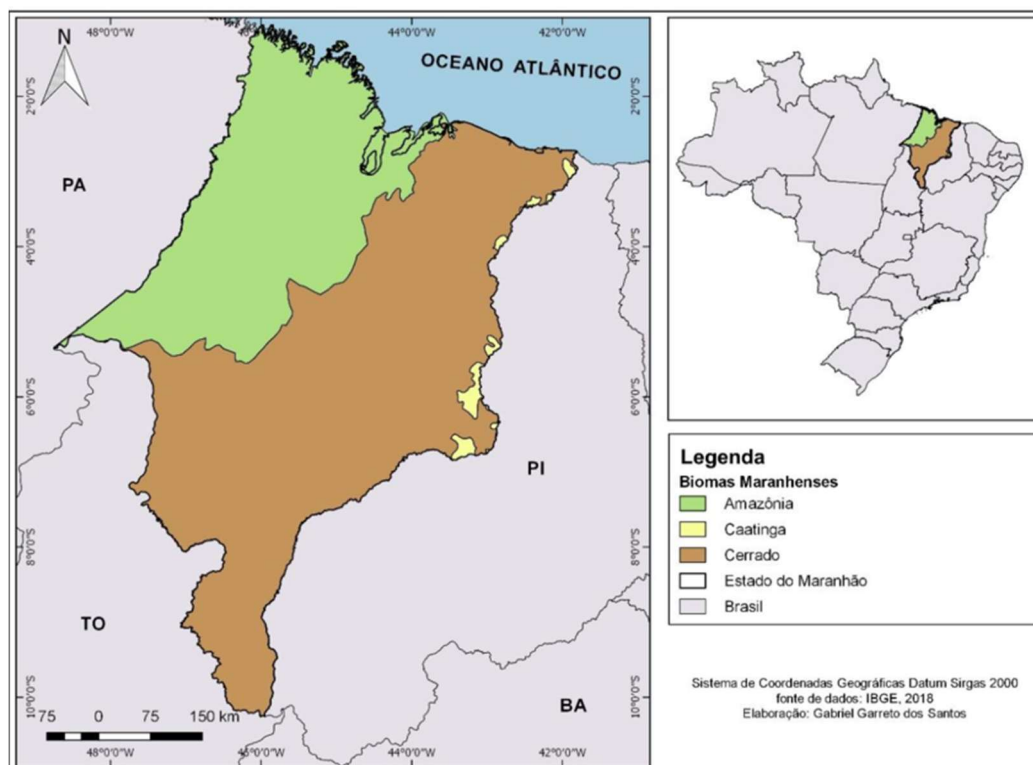 48°0'0"W
44°0'0"W
42°0'0"W
N
OCEANO ATLÂNTICO
2°0'0"S
2°0'0"S
PA
4°0'0"S
4°0'0"S
6°0'0"S
6°0'0"S
PI
8°0'0"S
8°0'0"S
TO
BA
10°0'0"S
10°0'0"S
75 0 75 150 km
48°0'0"W
46°0'0"W
44°0'0"W
42°0'0"W
Legenda
Biomas Maranhenses
Amazônia
Caatinga
Cerrado
Estado do Maranhão
Brasil
Sistema de Coordenadas Geográficas Datum Sirgas 2000
fonte de dados: IBGE, 2018
Elaboração: Gabriel Garreto dos Santos